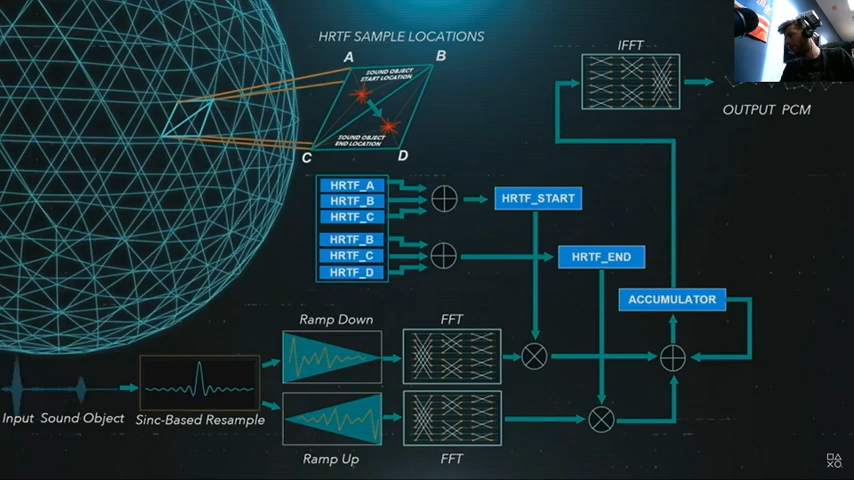 HRTF SAMPLE LOCATIONS
A
B
SOUND OBJECT
START LOCATION
SOUND OBJECT
END LOCATION
C
D
IFFT
OUTPUT PCM
HRTF_A
HRTF_B
HRTF_C
HRTF_B
HRTF_C
HRTF_D
HRTF_START
HRTF_END
ACCUMULATOR
Ramp Down
FFT
Input Sound Object
Sinc-Based Resample
Ramp Up
FFT